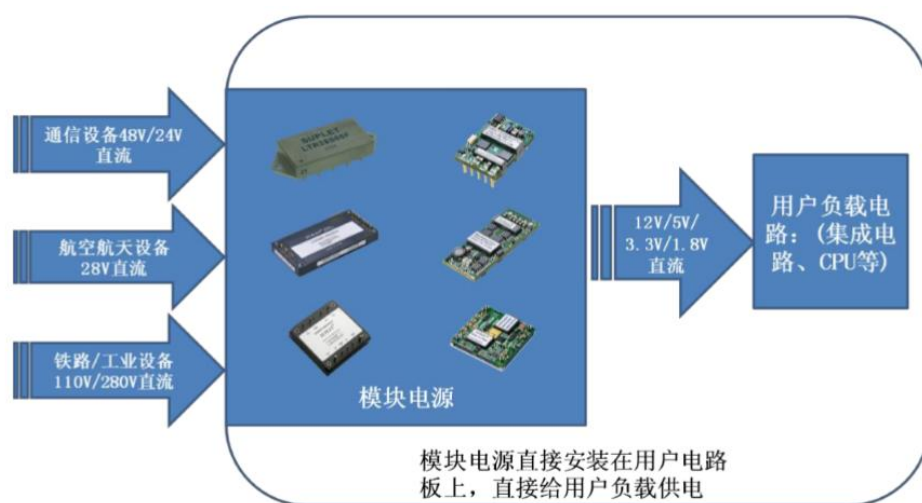 通信设备48V/24V
直流
航空航天设备
28V直流
铁路/工业设备
110V/280V直流
SUPLET
模块电源
12V/5V/
3.3V/1.8V
直流
用户负载电
路：(集成电
路、CPU等)
模块电源直接安装在用户电路
板上，直接给用户负载供电